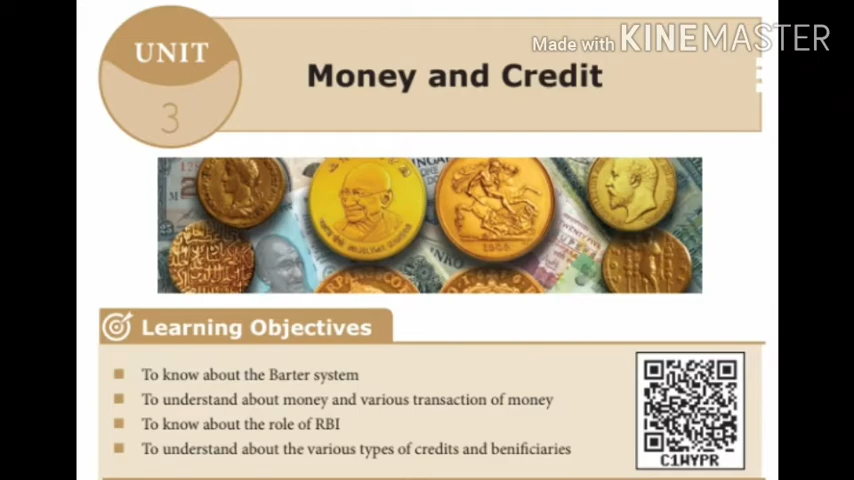 Made with KINEMASTER
UNIT
3
Money and Credit
1908
Learning Objectives
To know about the Barter system
To understand about money and various transaction of money
To know about the role of RBI
To understand about the various types of credits and benificiaries
C1WYPR